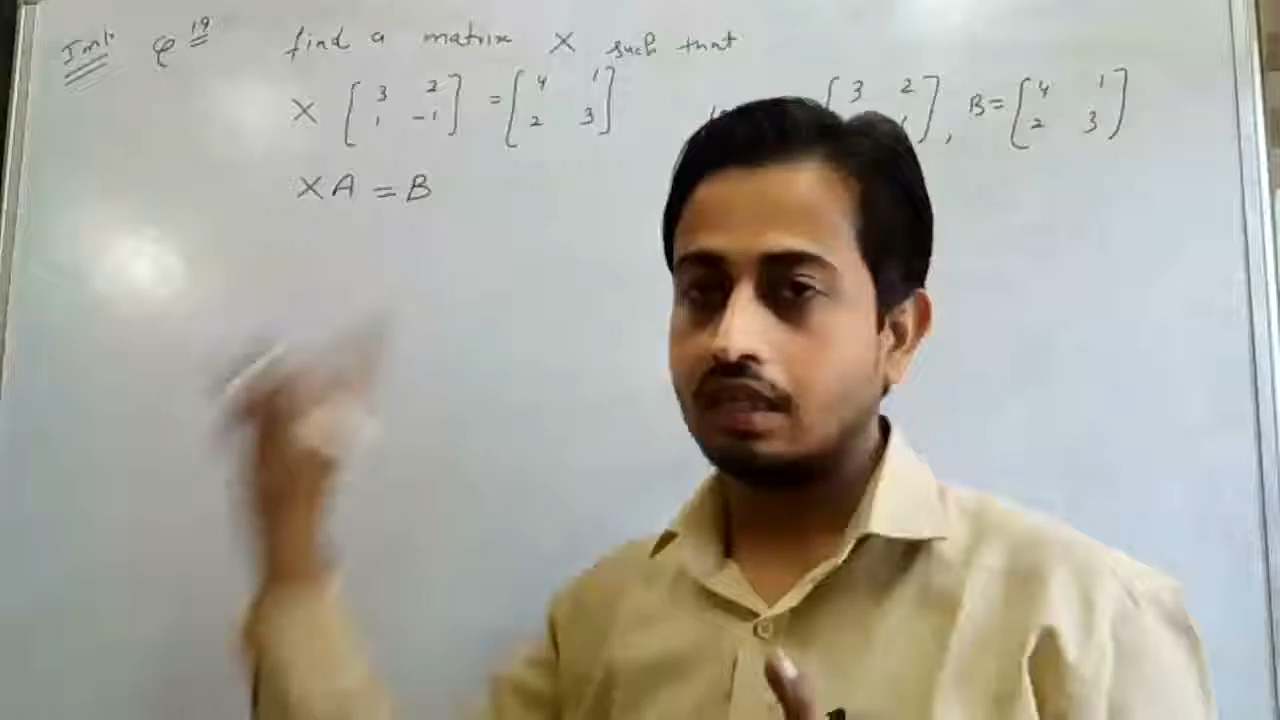 Imp Q 19 find a matrix X such that
X [ 3 2 ] = [ 4 1 ] [ 3 2 ], B = [ 4 1 ]
[ 1 -1 ] [ 2 3 ] 1 ] [ 2 3 ]
XA = B